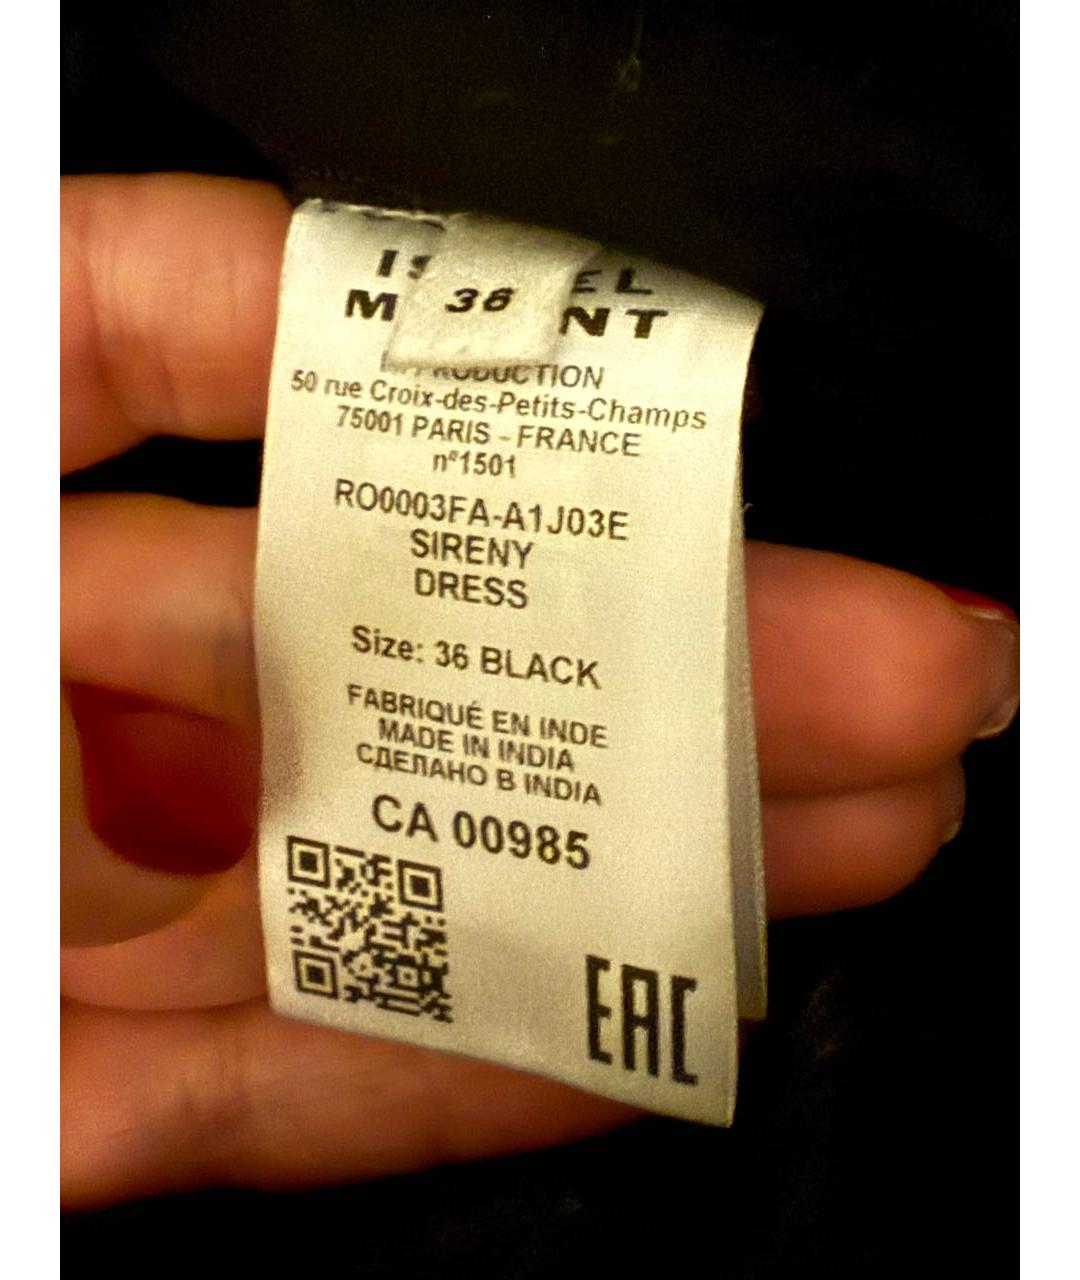 36
50 rue Croix-des-Petits-Champs
75001 PARIS - FRANCE
n°1501
RO0003FA-A1J03E
SIRENY
DRESS
Size: 36 BLACK
FABRIQUÉ EN INDE
MADE IN INDIA
СДЕЛАНО В INDIA
CA 00985
EAC